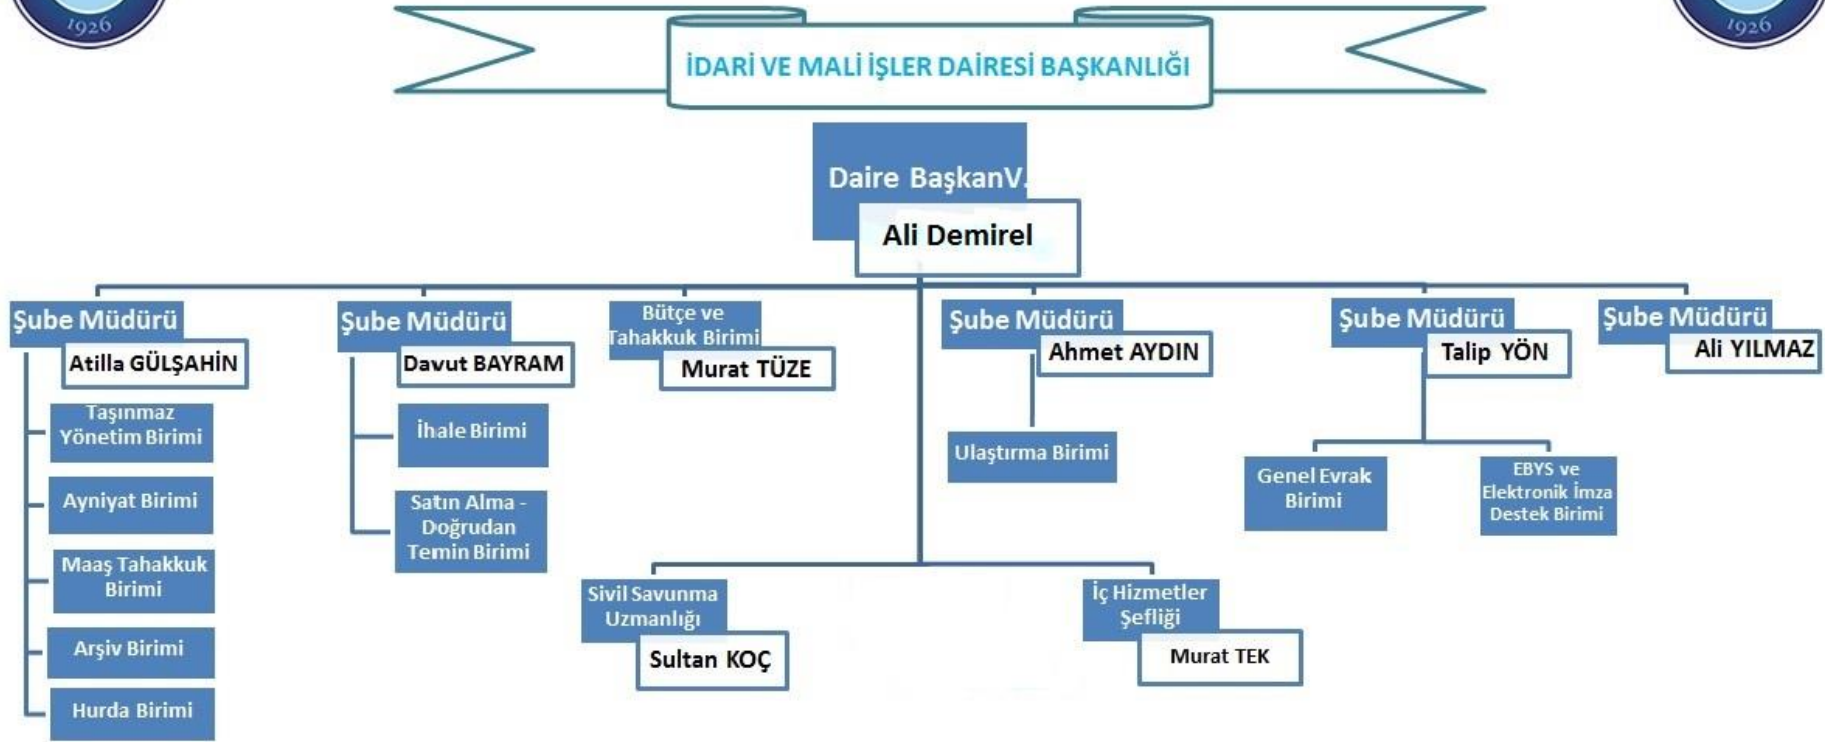 1926
1926
İDARİ VE MALİ İŞLER DAİRESİ BAŞKANLIĞI
Daire BaşkanV.
Ali Demirel
Şube Müdürü
Atilla GÜLŞAHİN
Taşınmaz
Yönetim Birimi
Ayniyat Birimi
Maaş Tahakkuk
Birimi
Arşiv Birimi
Hurda Birimi
Şube Müdürü
Davut BAYRAM
İhale Birimi
Satın Alma -
Doğrudan
Temin Birimi
Bütçe ve
Tahakkuk Birimi
Murat TÜZE
Şube Müdürü
Ahmet AYDIN
Ulaştırma Birimi
Şube Müdürü
Talip YÖN
Genel Evrak
Birimi
EBYS ve
Elektronik İmza
Destek Birimi
Şube Müdürü
Ali YILMAZ
Sivil Savunma
Uzmanlığı
Sultan KOÇ
İç Hizmetler
Şefliği
Murat TEK